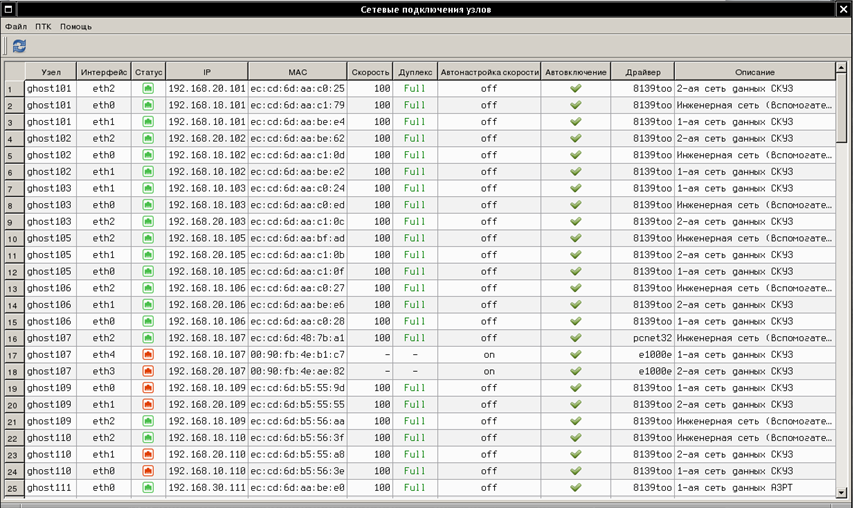 Сетевые подключения узлов
Файл ПТК Помощь
Узел Интерфейс Статус IP MAC Скорость Дуплекс Автонастройка скорости Автовключение Драйвер Описание
1 ghost101 eth2 192.168.20.101 ec:cd:6d:aa:c0:25 100 Full off 8139too 2-ая сеть данных СКУЗ
2 ghost101 eth0 192.168.18.101 ec:cd:6d:aa:c1:79 100 Full off 8139too Инженерная сеть (Вспомогате…
3 ghost101 eth1 192.168.10.101 ec:cd:6d:aa:be:e4 100 Full off 8139too 1-ая сеть данных СКУЗ
4 ghost102 eth2 192.168.20.102 ec:cd:6d:aa:be:62 100 Full off 8139too 2-ая сеть данных СКУЗ
5 ghost102 eth0 192.168.18.102 ec:cd:6d:aa:c1:0d 100 Full off 8139too Инженерная сеть (Вспомогате…
6 ghost102 eth1 192.168.10.102 ec:cd:6d:aa:be:e2 100 Full off 8139too 1-ая сеть данных СКУЗ
7 ghost103 eth1 192.168.10.103 ec:cd:6d:aa:c0:24 100 Full off 8139too 1-ая сеть данных СКУЗ
8 ghost103 eth0 192.168.18.103 ec:cd:6d:aa:c0:ed 100 Full off 8139too Инженерная сеть (Вспомогате…
9 ghost103 eth2 192.168.20.103 ec:cd:6d:aa:c1:0c 100 Full off 8139too 2-ая сеть данных СКУЗ
10 ghost105 eth2 192.168.18.105 ec:cd:6d:aa:bf:ad 100 Full off 8139too Инженерная сеть (Вспомогате…
11 ghost105 eth2 192.168.20.105 ec:cd:6d:aa:c1:0b 100 Full off 8139too 2-ая сеть данных СКУЗ
12 ghost105 eth0 192.168.10.105 ec:cd:6d:aa:c1:0f 100 Full off 8139too 1-ая сеть данных СКУЗ
13 ghost106 eth2 192.168.18.106 ec:cd:6d:aa:c0:27 100 Full off 8139too Инженерная сеть (Вспомогате…
14 ghost106 eth1 192.168.20.106 ec:cd:6d:aa:be:e6 100 Full off 8139too 2-ая сеть данных СКУЗ
15 ghost106 eth0 192.168.10.106 ec:cd:6d:aa:c0:28 100 Full off 8139too 1-ая сеть данных СКУЗ
16 ghost107 eth2 192.168.18.107 ec:cd:6d:48:7b:a1 100 Full off pcnet32 Инженерная сеть (Вспомогате…
17 ghost107 eth4 192.168.10.107 00:90:fb:4e:b1:c7 - - on e1000e 1-ая сеть данных СКУЗ
18 ghost107 eth3 192.168.20.107 00:90:fb:4e:ae:82 - - on e1000e 2-ая сеть данных СКУЗ
19 ghost109 eth0 192.168.10.109 ec:cd:6d:b5:55:9d 100 Full off 8139too 1-ая сеть данных СКУЗ
20 ghost109 eth1 192.168.20.109 ec:cd:6d:b5:55:55 100 Full off 8139too 2-ая сеть данных СКУЗ
21 ghost109 eth2 192.168.18.109 ec:cd:6d:b5:56:aa 100 Full off 8139too Инженерная сеть (Вспомогате…
22 ghost110 eth2 192.168.18.110 ec:cd:6d:b5:56:3f 100 Full off 8139too Инженерная сеть (Вспомогате…
23 ghost110 eth1 192.168.20.110 ec:cd:6d:b5:55:a8 100 Full off 8139too 2-ая сеть данных СКУЗ
24 ghost110 eth0 192.168.10.110 ec:cd:6d:b5:56:3e 100 Full off 8139too 1-ая сеть данных СКУЗ
25 ghost111 eth0 192.168.30.111 ec:cd:6d:aa:be:e0 100 Full off 8139too 1-ая сеть данных АЗРТ